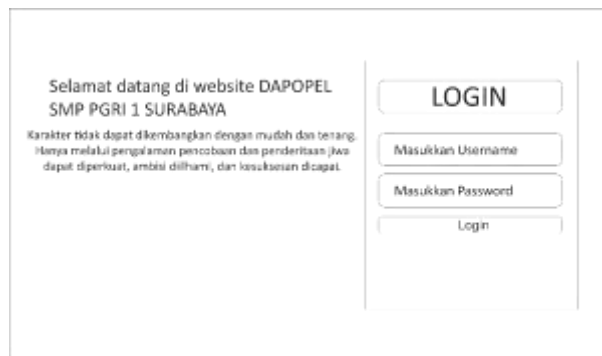 Selamat datang di website DAPOPEL
SMP PGRI 1 SURABAYA
Karakter tidak dapat dikembangkan dengan mudah dan tenang.
Hanya melalui pengalaman pencobaan dan penderitaan jiwa
dapat diperkuat, ambisi diilhami, dan kesuksesan dicapai.
LOGIN
Masukkan Username
Masukkan Password
Login